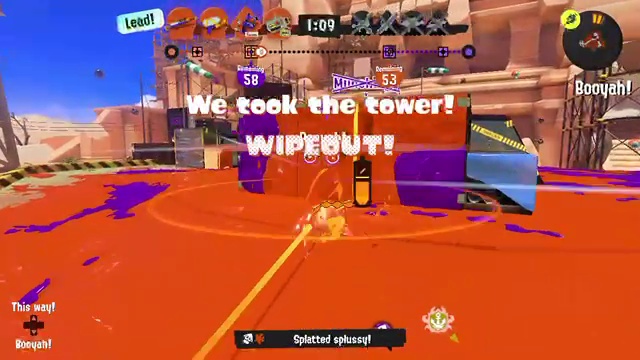 Lead!
1:09
Remaining
58
Remaining
53
We took the tower!
WIPEOUT!
Booyah!
This way!
Booyah!
Splatted splussy!